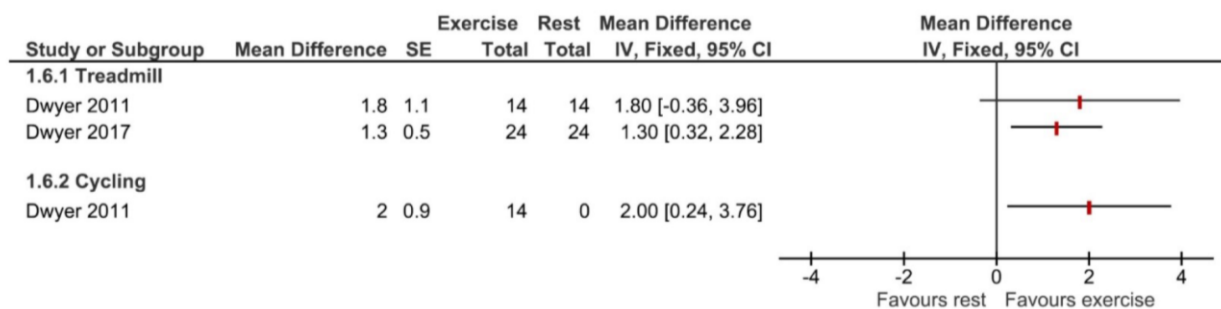 Exercise Rest Mean Difference Mean Difference
Study or Subgroup Mean Difference SE Total Total IV, Fixed, 95% CI IV, Fixed, 95% CI
1.6.1 Treadmill
Dwyer 2011 1.8 1.1 14 14 1.80 [-0.36, 3.96]
Dwyer 2017 1.3 0.5 24 24 1.30 [0.32, 2.28]
1.6.2 Cycling
Dwyer 2011 2 0.9 14 0 2.00 [0.24, 3.76]
-4 -2 0 2 4
Favours rest Favours exercise